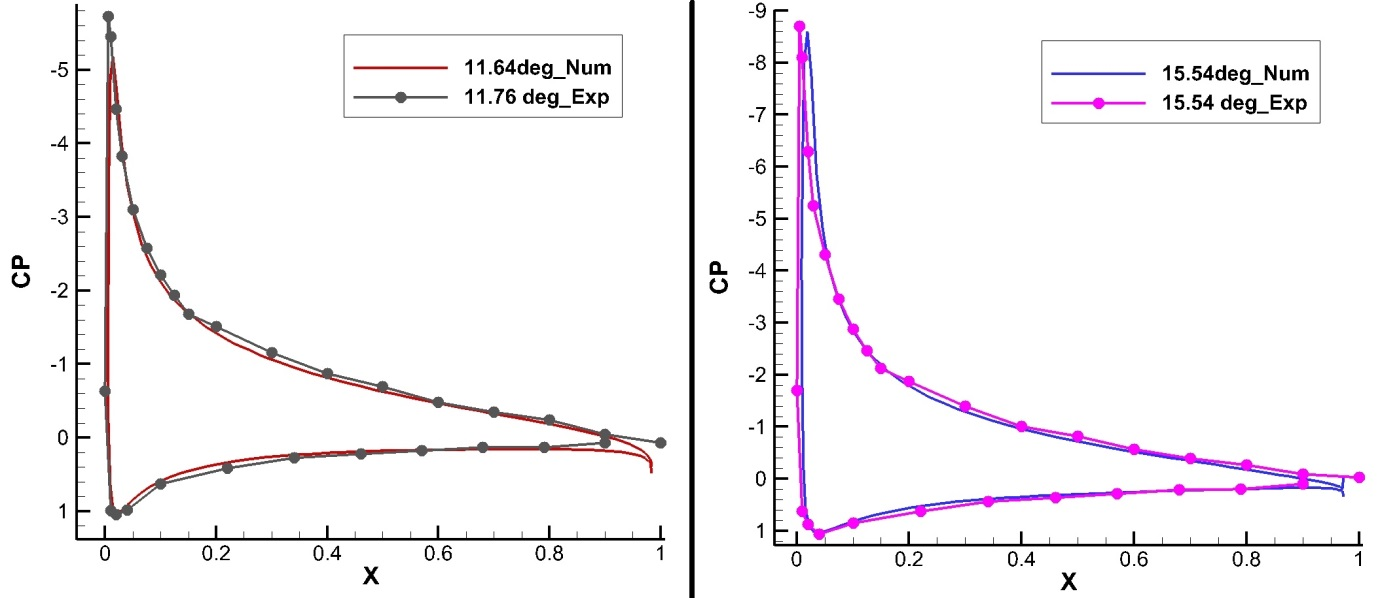 11.64deg_Num
11.76 deg_Exp
-5
-4
-3
-2
-1
0
1
CP
0 0.2 0.4 0.6 0.8 1
X
15.54deg_Num
15.54 deg_Exp
-9
-8
-7
-6
-5
-4
-3
-2
-1
0
1
CP
0 0.2 0.4 0.6 0.8 1
X